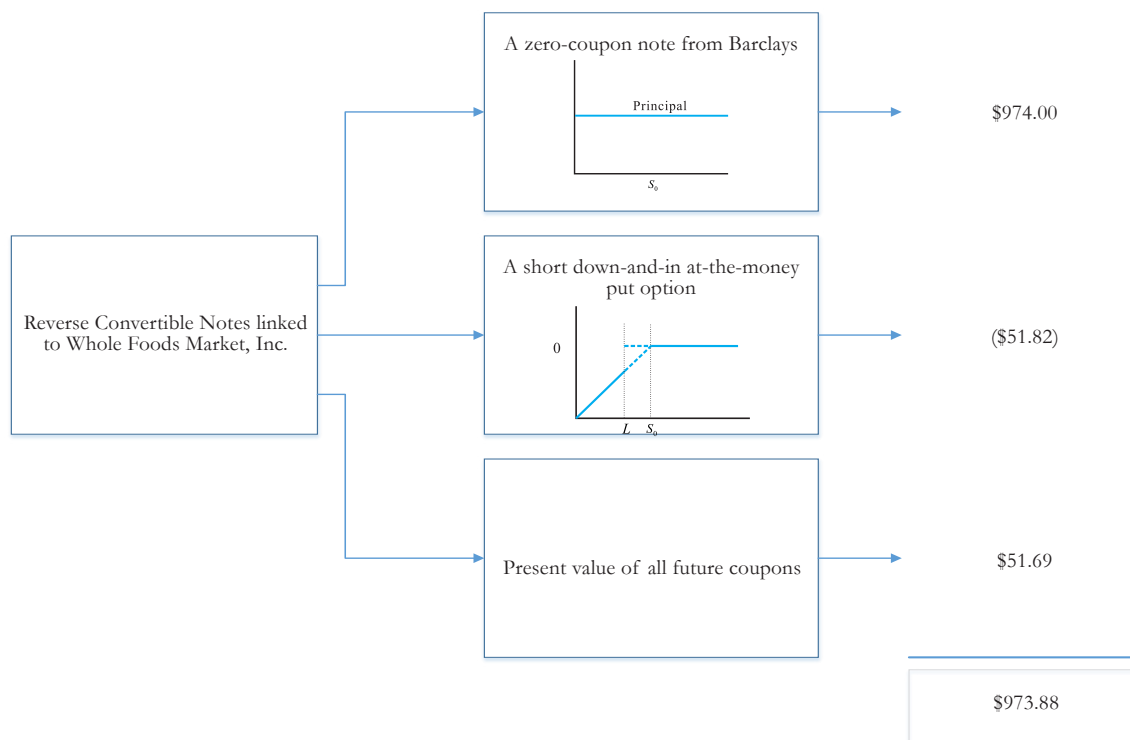 A zero-coupon note from Barclays
Principal
S₀
$974.00
Reverse Convertible Notes linked
to Whole Foods Market, Inc.
A short down-and-in at-the-money
put option
0
L S₀
($51.82)
Present value of all future coupons
$51.69
$973.88